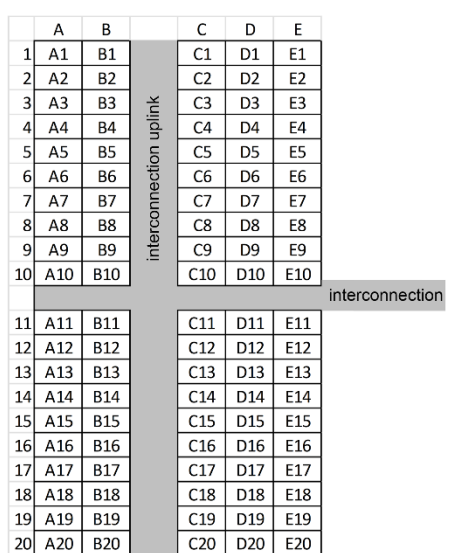 A B C D E
1 A1 B1 C1 D1 E1
2 A2 B2 C2 D2 E2
3 A3 B3 C3 D3 E3
4 A4 B4 C4 D4 E4
5 A5 B5 C5 D5 E5
6 A6 B6 C6 D6 E6
7 A7 B7 C7 D7 E7
8 A8 B8 C8 D8 E8
9 A9 B9 C9 D9 E9
10 A10 B10 C10 D10 E10
interconnection uplink
interconnection
11 A11 B11 C11 D11 E11
12 A12 B12 C12 D12 E12
13 A13 B13 C13 D13 E13
14 A14 B14 C14 D14 E14
15 A15 B15 C15 D15 E15
16 A16 B16 C16 D16 E16
17 A17 B17 C17 D17 E17
18 A18 B18 C18 D18 E18
19 A19 B19 C19 D19 E19
20 A20 B20 C20 D20 E20